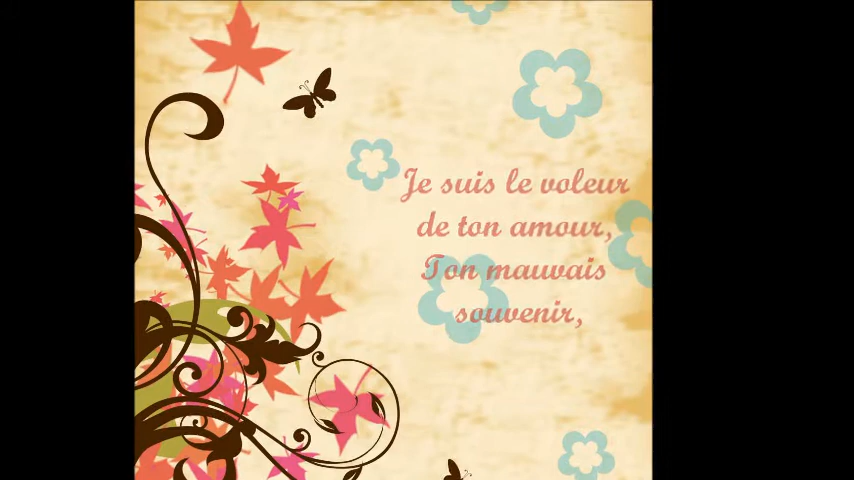 Je suis le voleur
de ton amour,
Ton mauvais
souvenir,